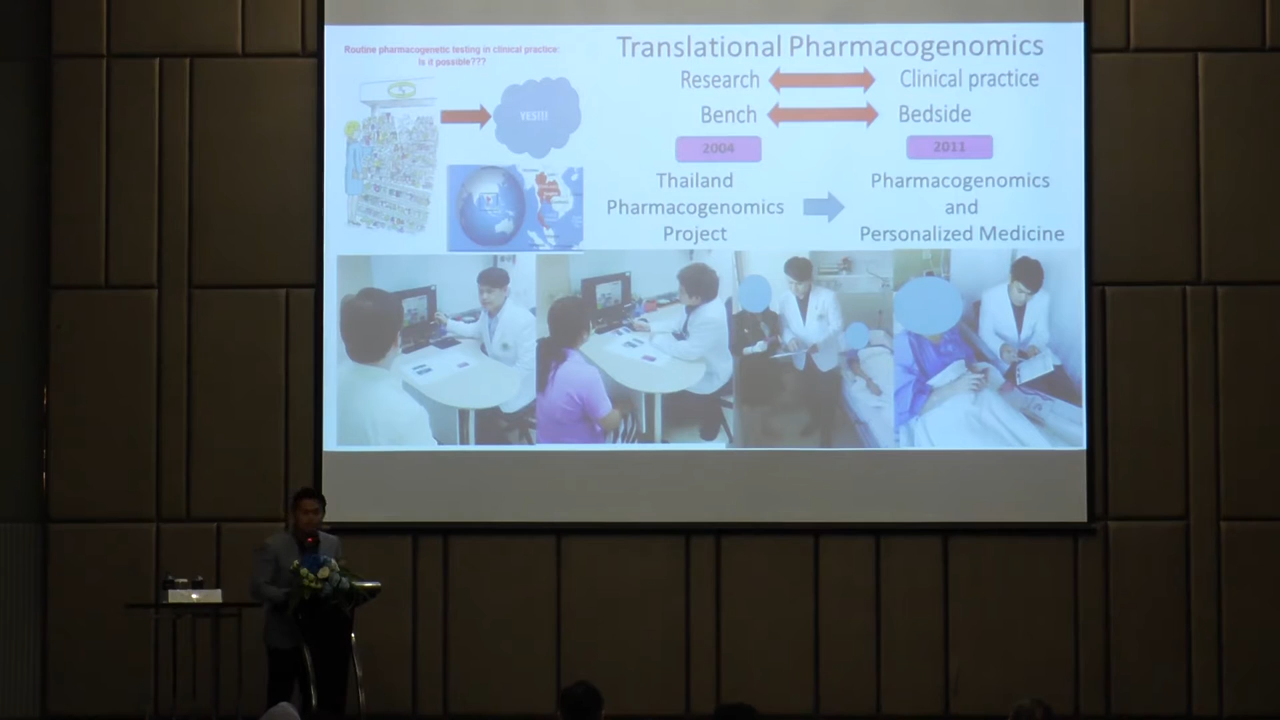 Routine pharmacogenetic testing in clinical practice:
Is it possible???
YES!!!
Translational Pharmacogenomics
Research
Clinical practice
Bench
Bedside
2004
2011
Thailand
Pharmacogenomics
Project
Pharmacogenomics
and
Personalized Medicine